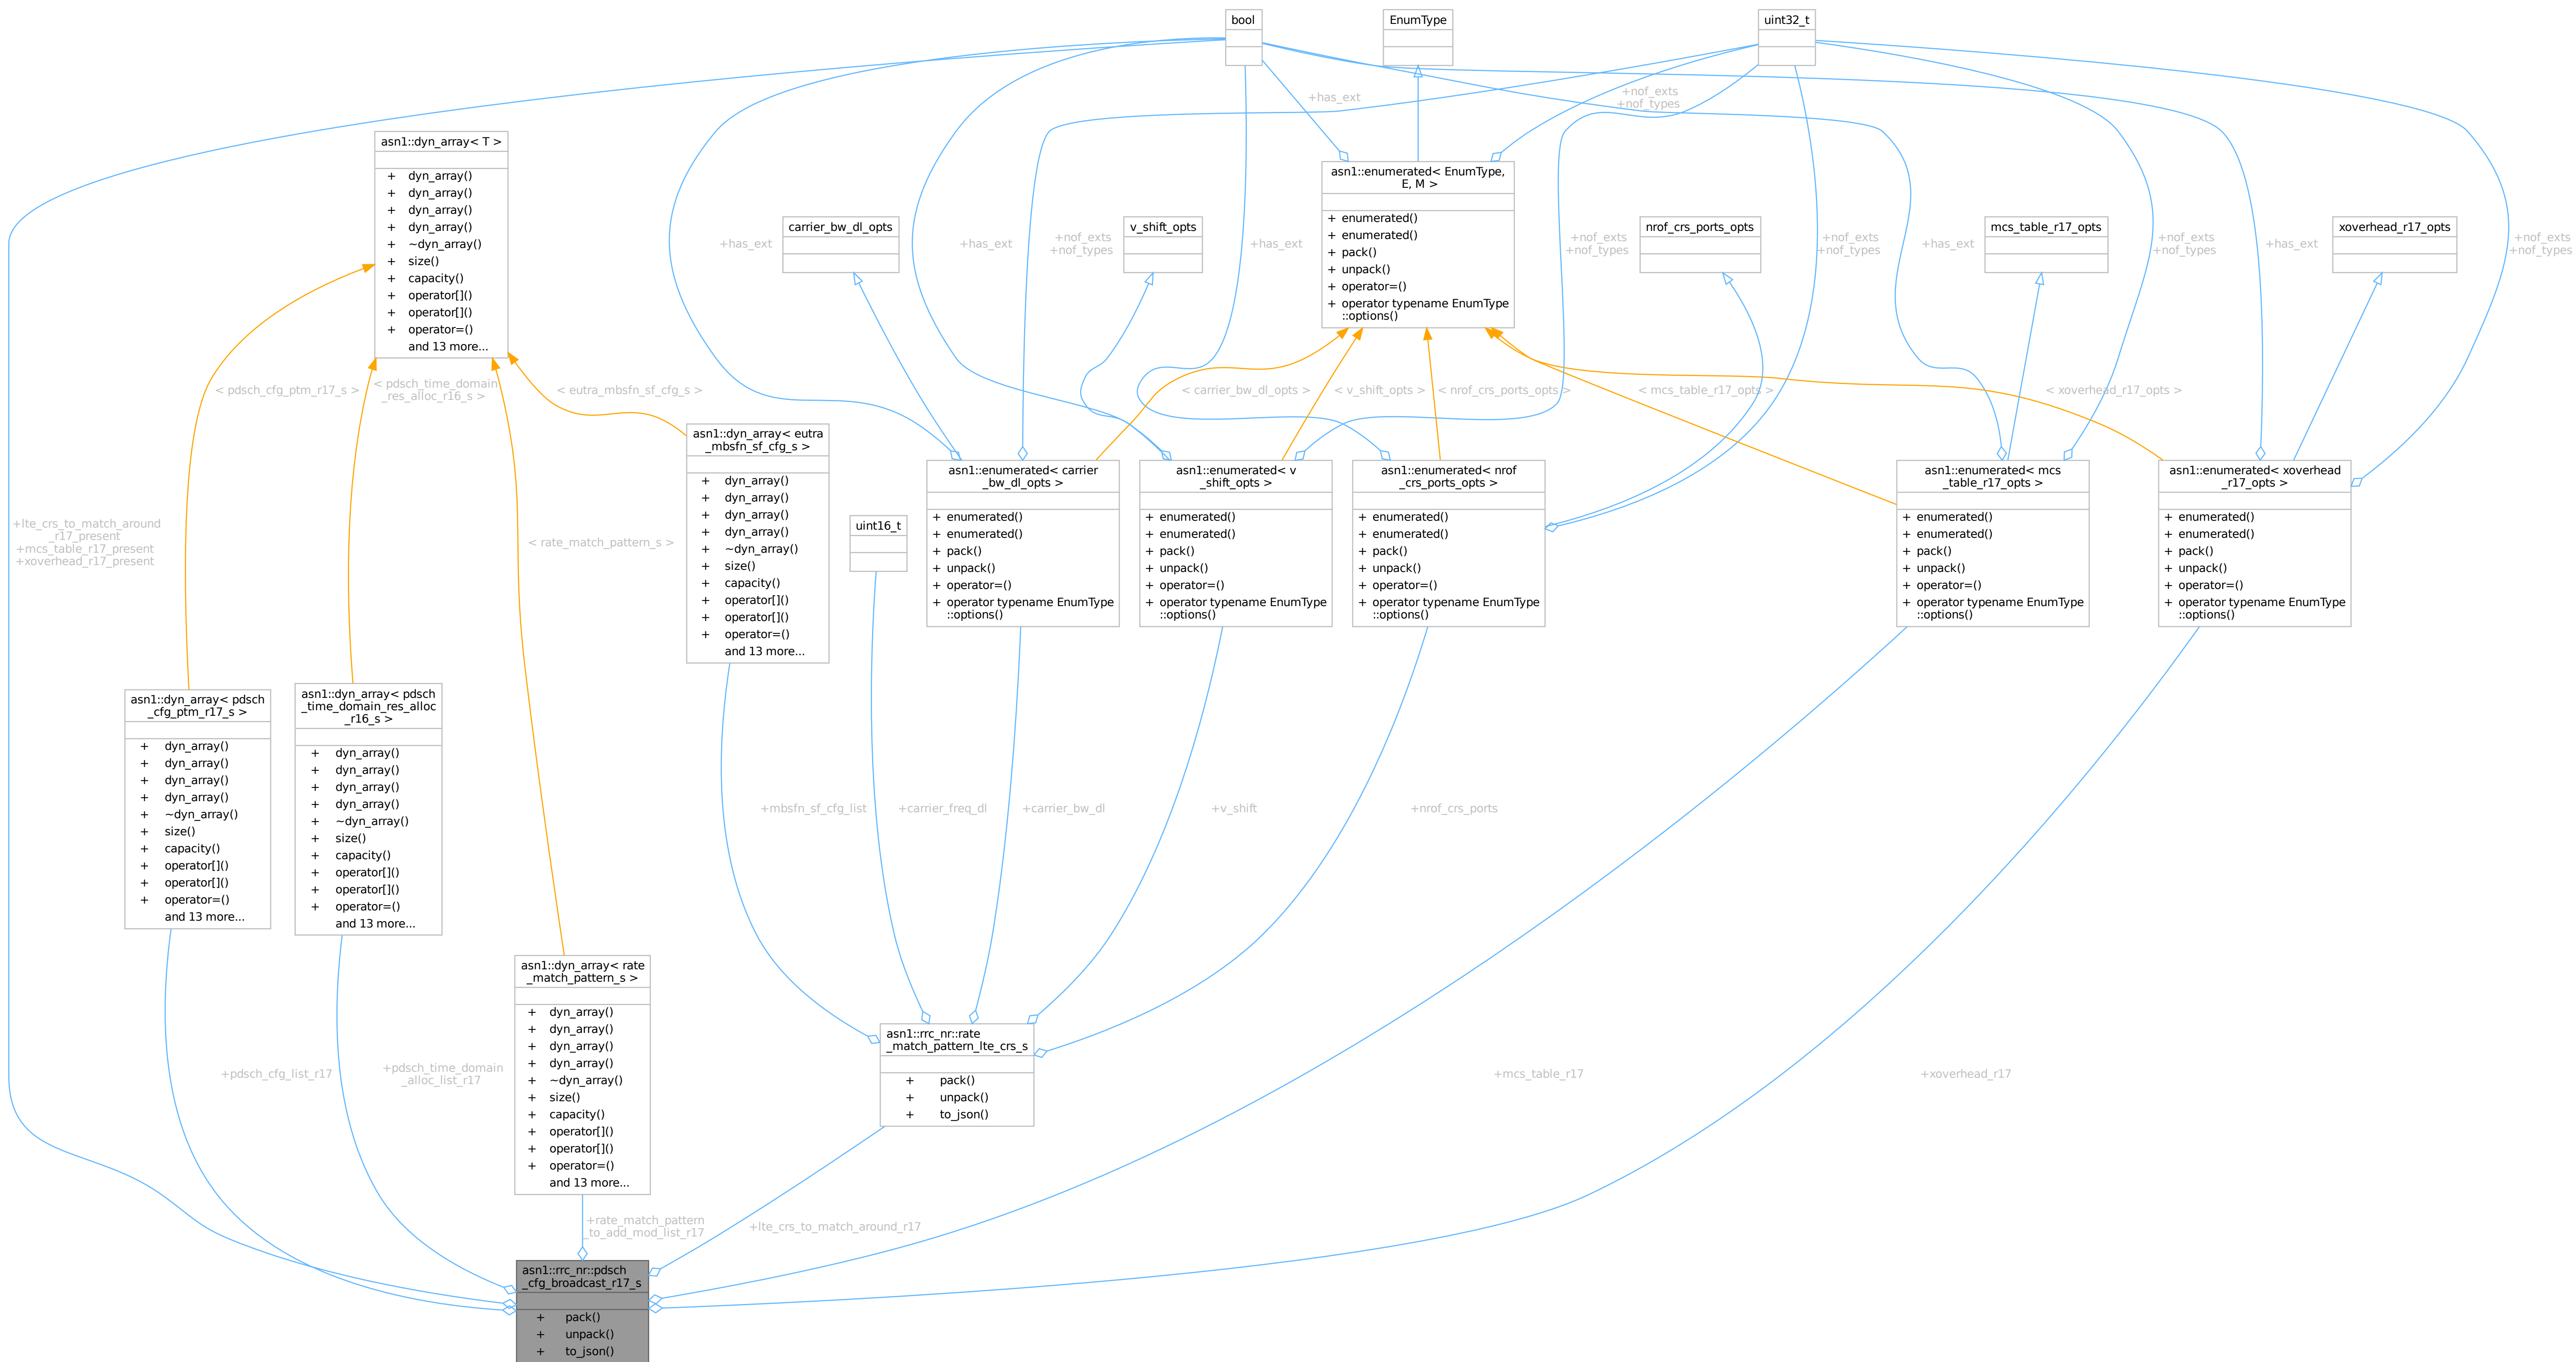 bool
EnumType
uint32_t
+has_ext
+nof_exts
+nof_types
asn1::dyn_array< T >
+ dyn_array()
+ dyn_array()
+ dyn_array()
+ dyn_array()
+ ~dyn_array()
+ size()
+ capacity()
+ operator[]()
+ operator[]()
+ operator=()
and 13 more...
asn1::enumerated< EnumType,
E, M >
+ enumerated()
+ enumerated()
+ pack()
+ unpack()
+ operator=()
+ operator typename EnumType
::options()
carrier_bw_dl_opts
v_shift_opts
nrof_crs_ports_opts
mcs_table_r17_opts
xoverhead_r17_opts
+has_ext
+has_ext
+nof_exts
+nof_types
+has_ext
+nof_exts
+nof_types
+nof_exts
+nof_types
+has_ext
+nof_exts
+nof_types
+has_ext
+nof_exts
+nof_types
< pdsch_cfg_ptm_r17_s >
< pdsch_time_domain
_res_alloc_r16_s >
< eutra_mbsfn_sf_cfg_s >
< carrier_bw_dl_opts >
< v_shift_opts >
< nrof_crs_ports_opts >
< mcs_table_r17_opts >
< xoverhead_r17_opts >
+lte_crs_to_match_around
_r17_present
+mcs_table_r17_present
+xoverhead_r17_present
< rate_match_pattern_s >
asn1::dyn_array< eutra
_mbsfn_sf_cfg_s >
+ dyn_array()
+ dyn_array()
+ dyn_array()
+ dyn_array()
+ ~dyn_array()
+ size()
+ capacity()
+ operator[]()
+ operator[]()
+ operator=()
and 13 more...
uint16_t
asn1::enumerated< carrier
_bw_dl_opts >
+ enumerated()
+ enumerated()
+ pack()
+ unpack()
+ operator=()
+ operator typename EnumType
::options()
asn1::enumerated< v
_shift_opts >
+ enumerated()
+ enumerated()
+ pack()
+ unpack()
+ operator=()
+ operator typename EnumType
::options()
asn1::enumerated< nrof
_crs_ports_opts >
+ enumerated()
+ enumerated()
+ pack()
+ unpack()
+ operator=()
+ operator typename EnumType
::options()
asn1::enumerated< mcs
_table_r17_opts >
+ enumerated()
+ enumerated()
+ pack()
+ unpack()
+ operator=()
+ operator typename EnumType
::options()
asn1::enumerated< xoverhead
_r17_opts >
+ enumerated()
+ enumerated()
+ pack()
+ unpack()
+ operator=()
+ operator typename EnumType
::options()
asn1::dyn_array< pdsch
_cfg_ptm_r17_s >
+ dyn_array()
+ dyn_array()
+ dyn_array()
+ dyn_array()
+ ~dyn_array()
+ size()
+ capacity()
+ operator[]()
+ operator[]()
+ operator=()
and 13 more...
asn1::dyn_array< pdsch
_time_domain_res_alloc
_r16_s >
+ dyn_array()
+ dyn_array()
+ dyn_array()
+ dyn_array()
+ ~dyn_array()
+ size()
+ capacity()
+ operator[]()
+ operator[]()
+ operator=()
and 13 more...
+mbsfn_sf_cfg_list
+carrier_freq_dl
+carrier_bw_dl
+v_shift
+nrof_crs_ports
asn1::dyn_array< rate
_match_pattern_s >
+ dyn_array()
+ dyn_array()
+ dyn_array()
+ dyn_array()
+ ~dyn_array()
+ size()
+ capacity()
+ operator[]()
+ operator[]()
+ operator=()
and 13 more...
asn1::rrc_nr::rate
_match_pattern_lte_crs_s
+ pack()
+ unpack()
+ to_json()
+pdsch_cfg_list_r17
+pdsch_time_domain
_alloc_list_r17
+mcs_table_r17
+xoverhead_r17
+rate_match_pattern
_to_add_mod_list_r17
+lte_crs_to_match_around_r17
asn1::rrc_nr::pdsch
_cfg_broadcast_r17_s
+ pack()
+ unpack()
+ to_json()